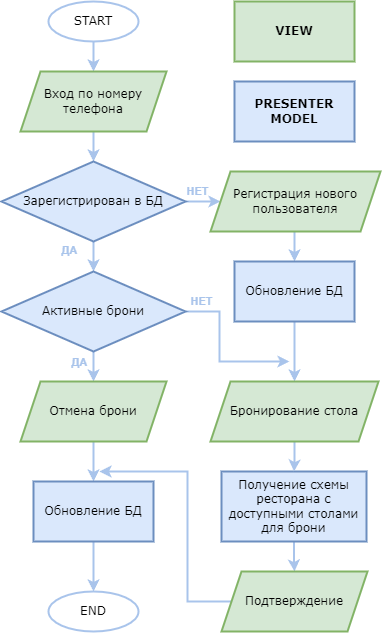 START
VIEW
Вход по номеру
телефона
PRESENTER
MODEL
Зарегистрирован в БД
НЕТ
Регистрация нового
пользователя
ДА
Обновление БД
Активные брони
НЕТ
ДА
Отмена брони
Бронирование стола
Получение схемы
ресторана с
доступными столами
для брони
Обновление БД
Подтверждение
END